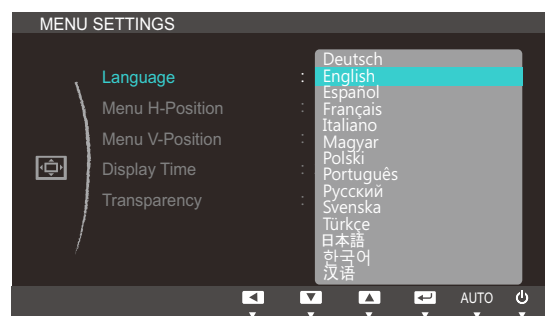 MENU SETTINGS
Language :
Menu H-Position :
Menu V-Position :
Display Time :
Transparency :
Deutsch
English
Español
Français
Italiano
Magyar
Polski
Português
Русский
Svenska
Türkçe
日本語
한국어
汉语
AUTO